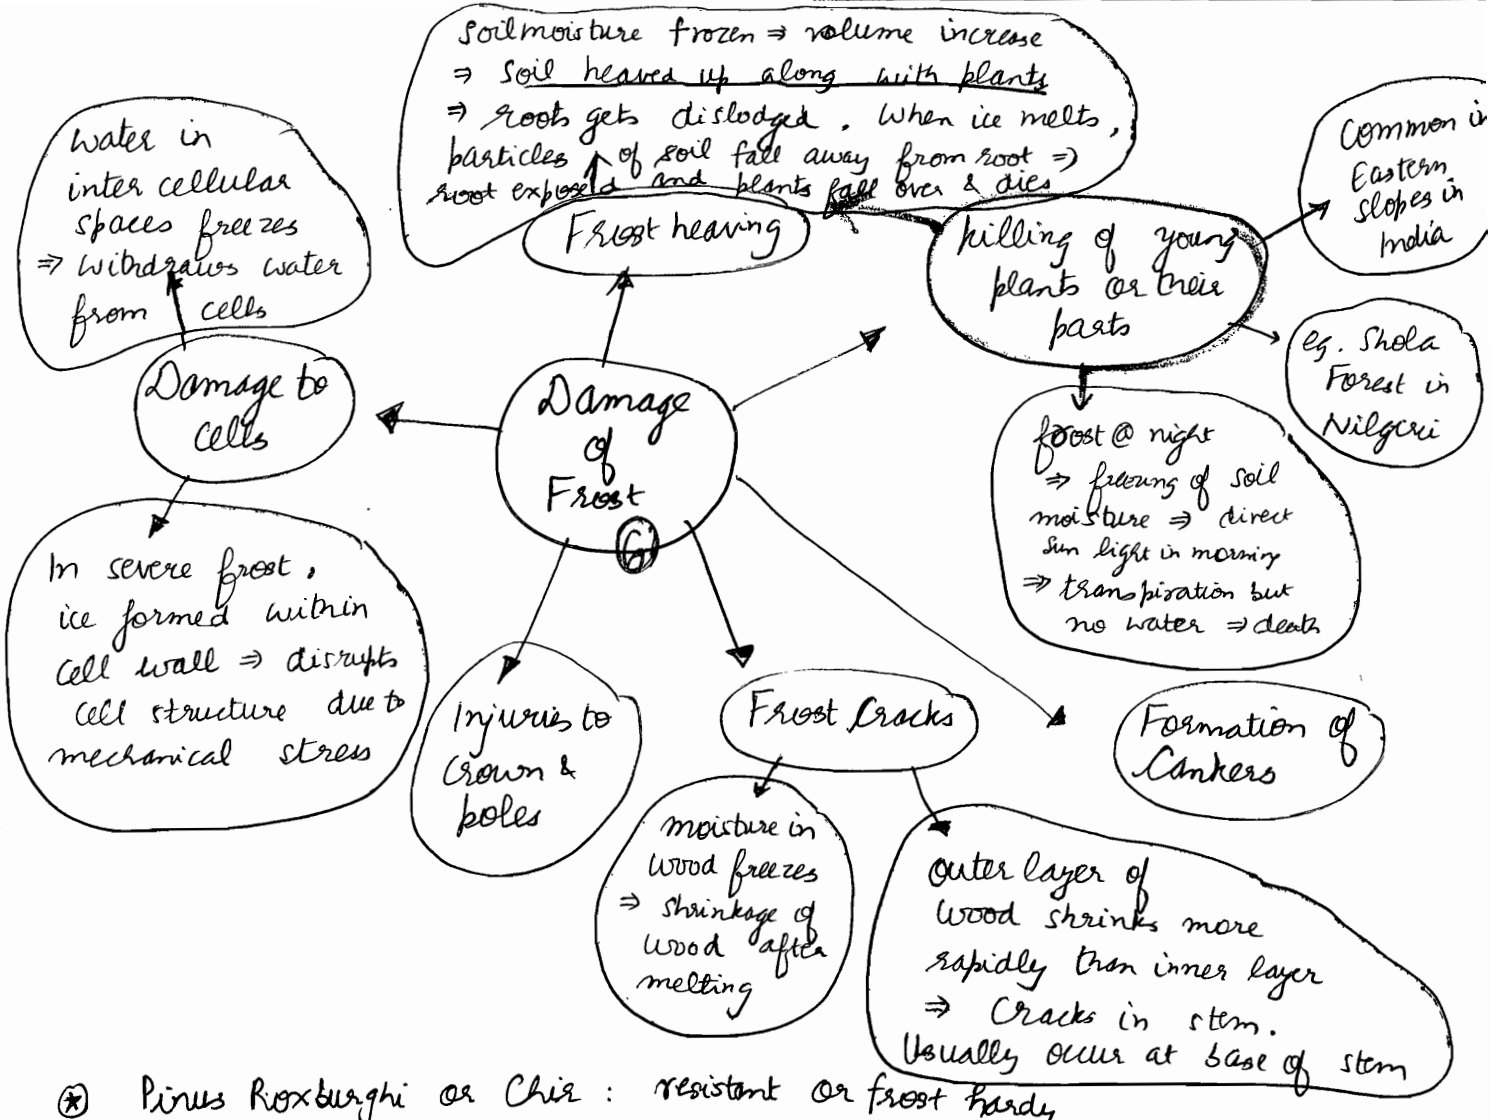 Soilmoisture frozen ⇒ volume increase
⇒ soil heaved up along with plants
⇒ roots gets dislodged. When ice melts,
particles of soil fall away from root ⇒
root exposed and plants fall over & dies
Frost heaving
Water in
inter cellular
spaces freezes
⇒ withdraws water
from cells
Damage to
cells
In severe frost,
ice formed within
cell wall ⇒ disrupts
cell structure due to
mechanical stress
Damage
of
Frost
6
killing of young
plants or their
parts
Common in
Eastern
slopes in
India
eg. Shola
Forest in
Nilgiri
frost @ night
⇒ freezing of soil
moisture ⇒ direct
sun light in morning
⇒ transpiration but
no water ⇒ death
Injuries to
Crown &
poles
Frost Cracks
moisture in
wood freezes
⇒ shrinkage of
wood after
melting
outer layer of
wood shrinks more
rapidly than inner layer
⇒ Cracks in stem.
Usually occur at base of stem
Formation of
Cankers
⊛ Pinus Roxburghi or Chir : resistant or frost hardy